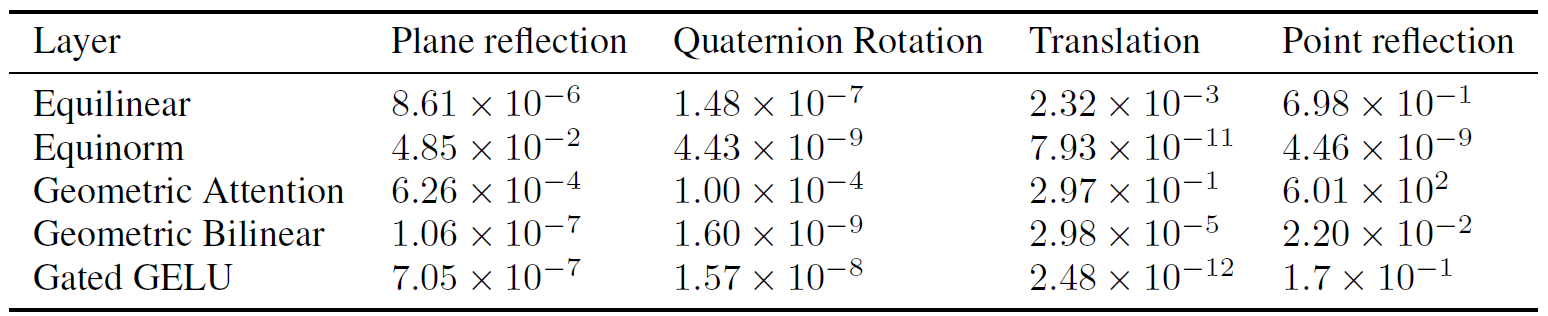 Layer Plane reflection Quaternion Rotation Translation Point reflection
Equilinear 8.61 × 10⁻⁶ 1.48 × 10⁻⁷ 2.32 × 10⁻³ 6.98 × 10⁻¹
Equinorm 4.85 × 10⁻² 4.43 × 10⁻⁹ 7.93 × 10⁻¹¹ 4.46 × 10⁻⁹
Geometric Attention 6.26 × 10⁻⁴ 1.00 × 10⁻⁴ 2.97 × 10⁻¹ 6.01 × 10²
Geometric Bilinear 1.06 × 10⁻⁷ 1.60 × 10⁻⁹ 2.98 × 10⁻⁵ 2.20 × 10⁻²
Gated GELU 7.05 × 10⁻⁷ 1.57 × 10⁻⁸ 2.48 × 10⁻¹² 1.7 × 10⁻¹